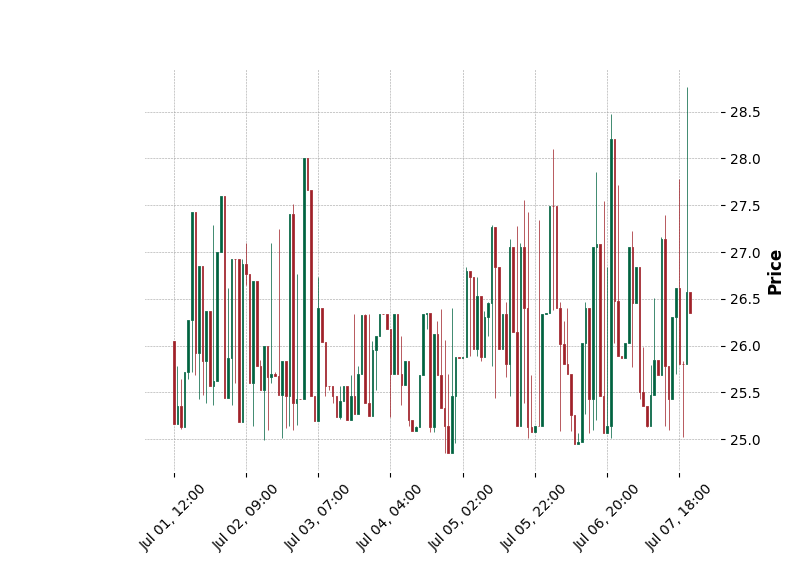 28.5
28.0
27.5
27.0
26.5
26.0
25.5
25.0
Price
Jul 01, 12:00
Jul 02, 09:00
Jul 03, 07:00
Jul 04, 04:00
Jul 05, 02:00
Jul 05, 22:00
Jul 06, 20:00
Jul 07, 18:00